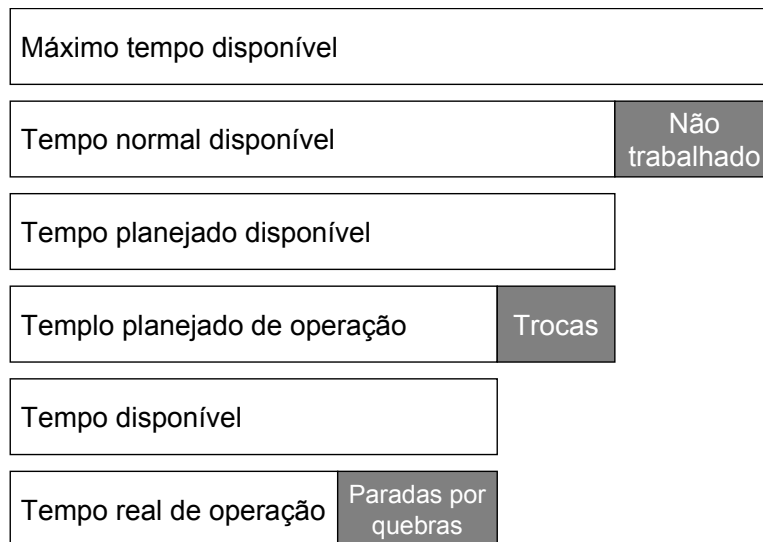 Máximo tempo disponível
Tempo normal disponível
Não
trabalhado
Tempo planejado disponível
Templo planejado de operação
Trocas
Tempo disponível
Tempo real de operação
Paradas por
quebras